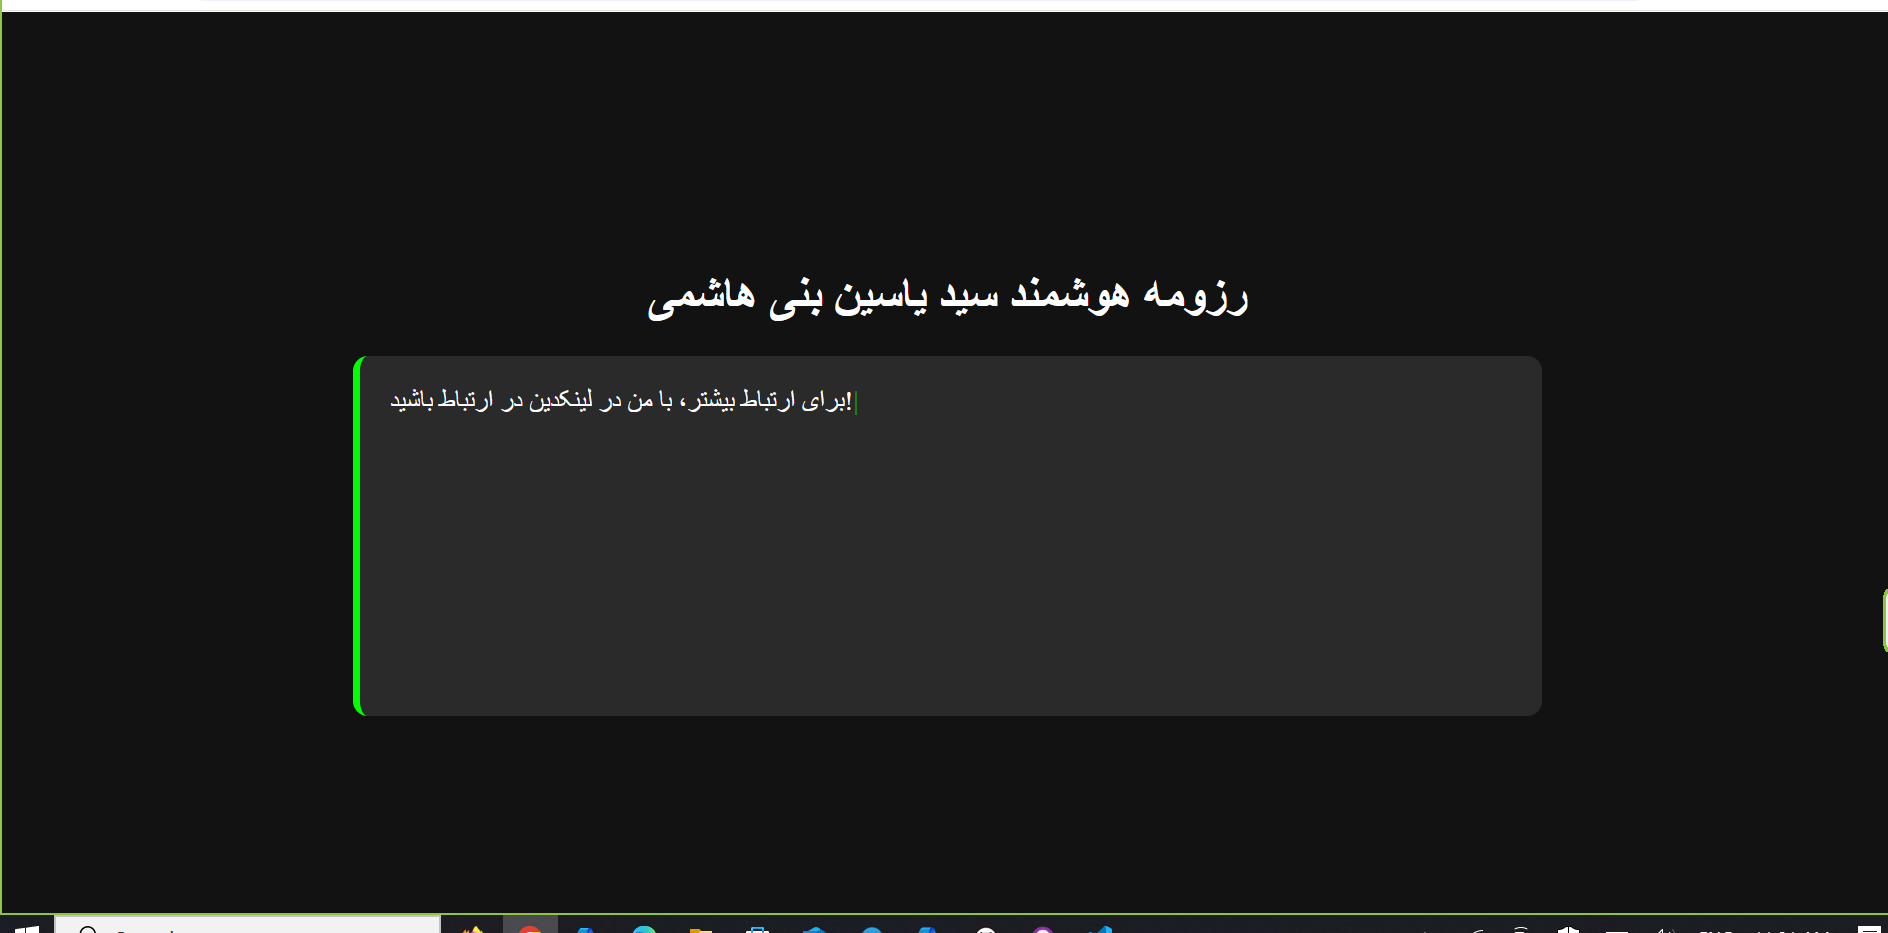 رزومه هوشمند سید یاسین بنی هاشمی
برای ارتباط بیشتر، با من در لینکدین در ارتباط باشید!